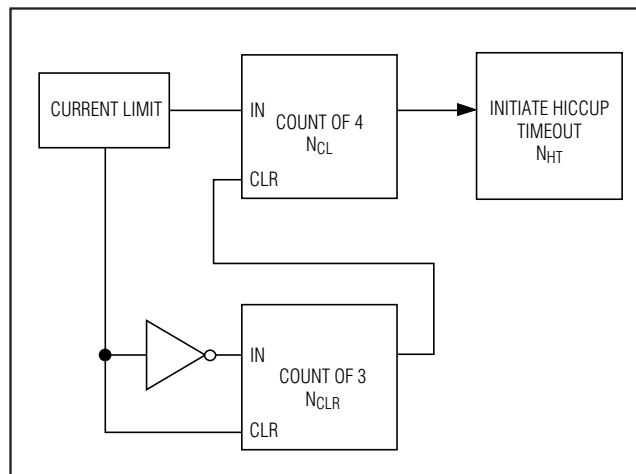 CURRENT LIMIT
IN
COUNT OF 4
NCL
CLR
INITIATE HICCUP
TIMEOUT
NHT
IN
COUNT OF 3
NCLR
CLR